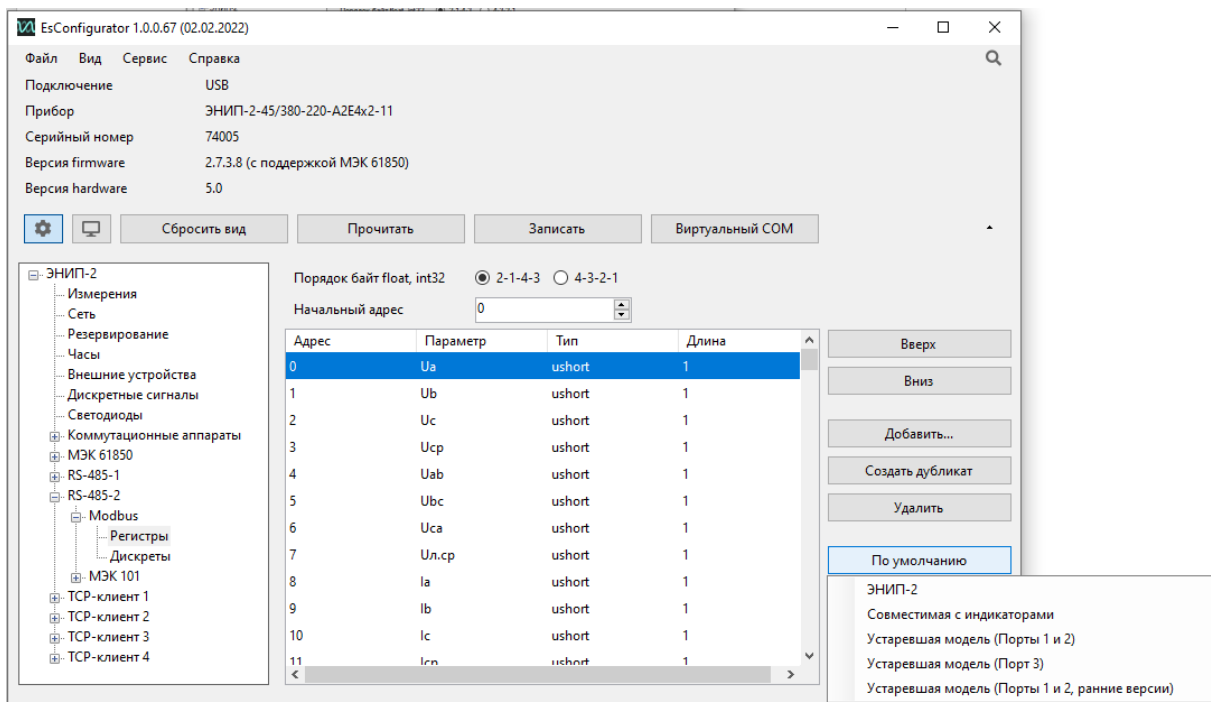 EsConfigurator 1.0.0.67 (02.02.2022)
Файл Вид Сервис Справка
Подключение USB
Прибор ЭНИП-2-45/380-220-A2E4x2-11
Серийный номер 74005
Версия firmware 2.7.3.8 (с поддержкой МЭК 61850)
Версия hardware 5.0
Сбросить вид Прочитать Записать Виртуальный COM
ЭНИП-2
Измерения
Сеть
Резервирование
Часы
Внешние устройства
Дискретные сигналы
Светодиоды
Коммутационные аппараты
МЭК 61850
RS-485-1
RS-485-2
Modbus
Регистры
Дискреты
МЭК 101
TCP-клиент 1
TCP-клиент 2
TCP-клиент 3
TCP-клиент 4
Порядок байт float, int32 2-1-4-3 4-3-2-1
Начальный адрес 0
Адрес Параметр Тип Длина
0 Ua ushort 1
1 Ub ushort 1
2 Uc ushort 1
3 Ucp ushort 1
4 Uab ushort 1
5 Ubc ushort 1
6 Uca ushort 1
7 Uл.ср ushort 1
8 Ia ushort 1
9 Ib ushort 1
10 Ic ushort 1
11 Icp ushort 1
Вверх
Вниз
Добавить...
Создать дубликат
Удалить
По умолчанию
ЭНИП-2
Совместимая с индикаторами
Устаревшая модель (Порты 1 и 2)
Устаревшая модель (Порт 3)
Устаревшая модель (Порты 1 и 2, ранние версии)